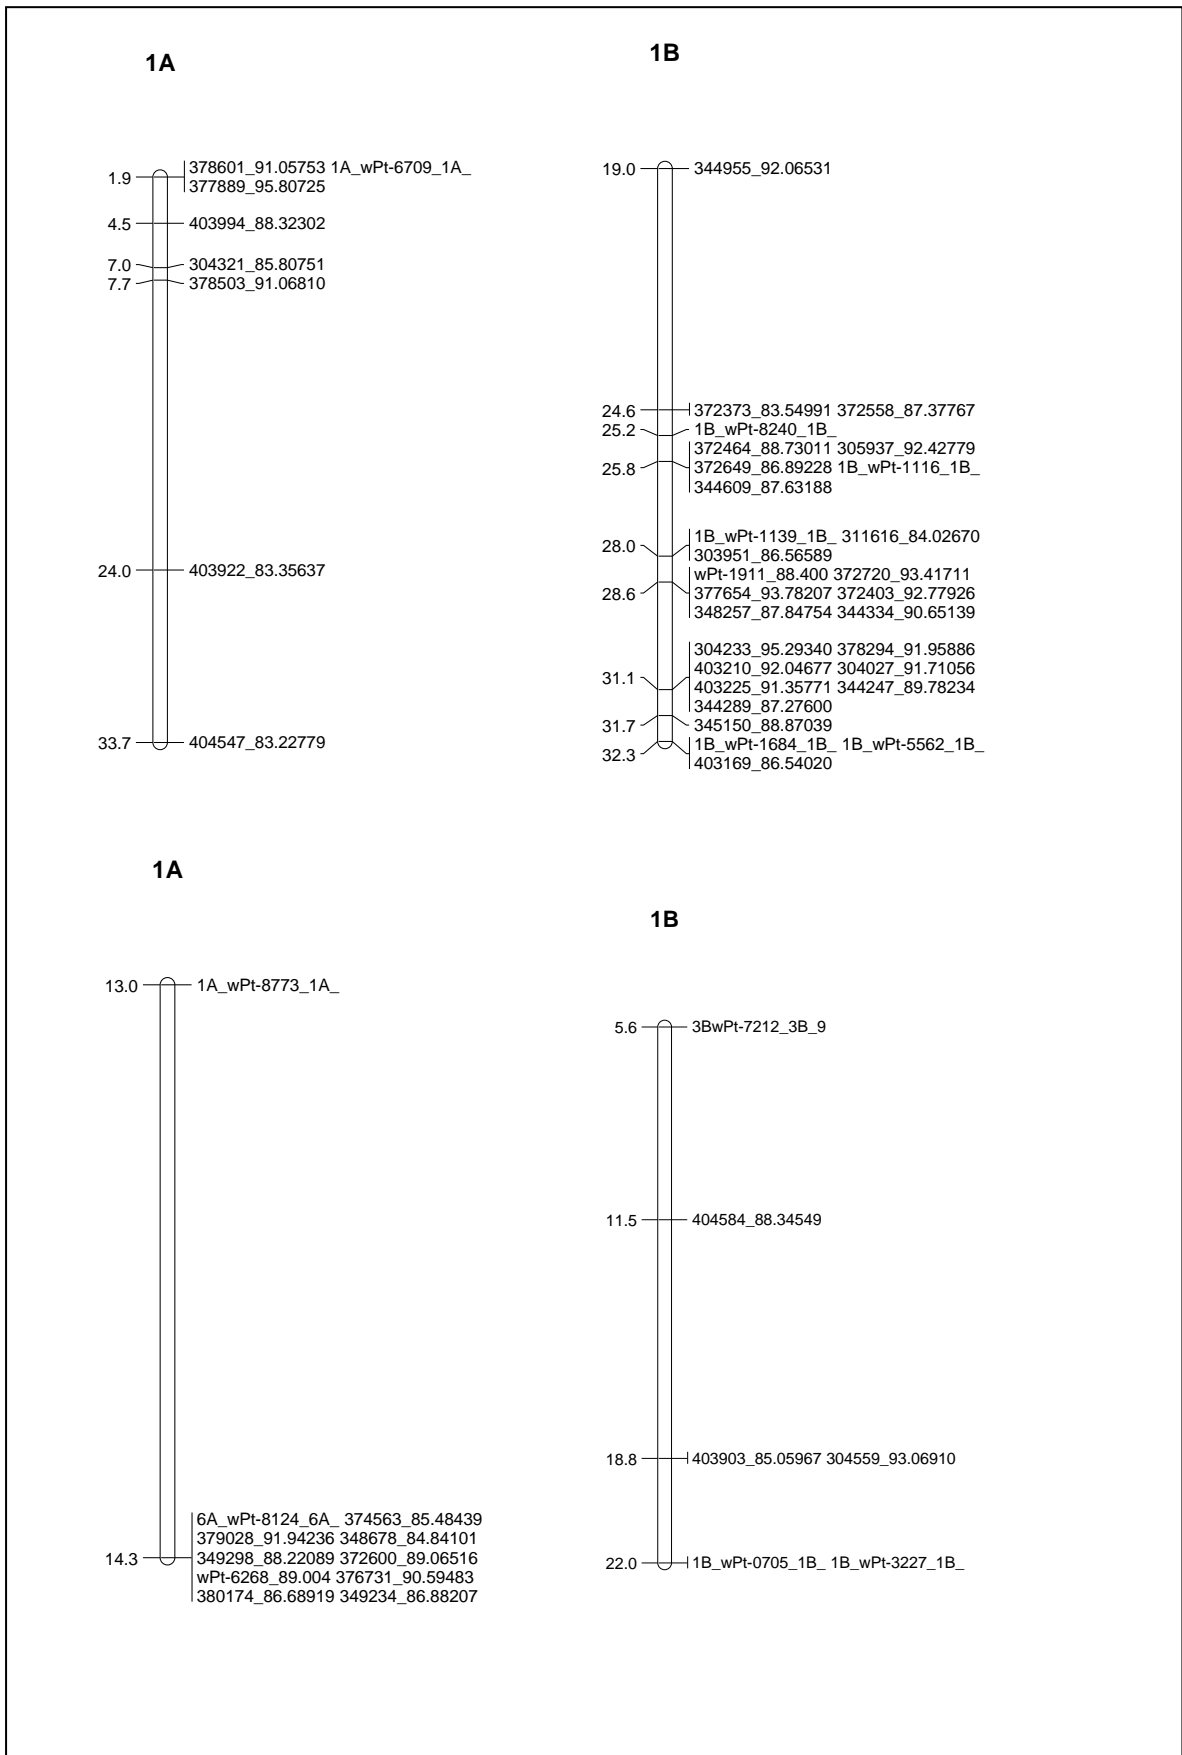 1A
1.9 378601_91.05753 1A_wPt-6709_1A_
377889_95.80725
4.5 403994_88.32302
7.0 304321_85.80751
7.7 378503_91.06810
24.0 403922_83.35637
33.7 404547_83.22779
1B
19.0 344955_92.06531
24.6 372373_83.54991 372558_87.37767
25.2 1B_wPt-8240_1B_
372464_88.73011 305937_92.42779
25.8 372649_86.89228 1B_wPt-1116_1B_
344609_87.63188
1B_wPt-1139_1B_ 311616_84.02670
28.0 303951_86.56589
wPt-1911_88.400 372720_93.41711
28.6 377654_93.78207 372403_92.77926
348257_87.84754 344334_90.65139
304233_95.29340 378294_91.95886
403210_92.04677 304027_91.71056
31.1 403225_91.35771 344247_89.78234
344289_87.27600
31.7 345150_88.87039
1B_wPt-1684_1B_ 1B_wPt-5562_1B_
32.3 403169_86.54020
1A
13.0 1A_wPt-8773_1A_
6A_wPt-8124_6A_ 374563_85.48439
379028_91.94236 348678_84.84101
14.3 349298_88.22089 372600_89.06516
wPt-6268_89.004 376731_90.59483
380174_86.68919 349234_86.88207
1B
5.6 3BwPt-7212_3B_9
11.5 404584_88.34549
18.8 403903_85.05967 304559_93.06910
22.0 1B_wPt-0705_1B_ 1B_wPt-3227_1B_